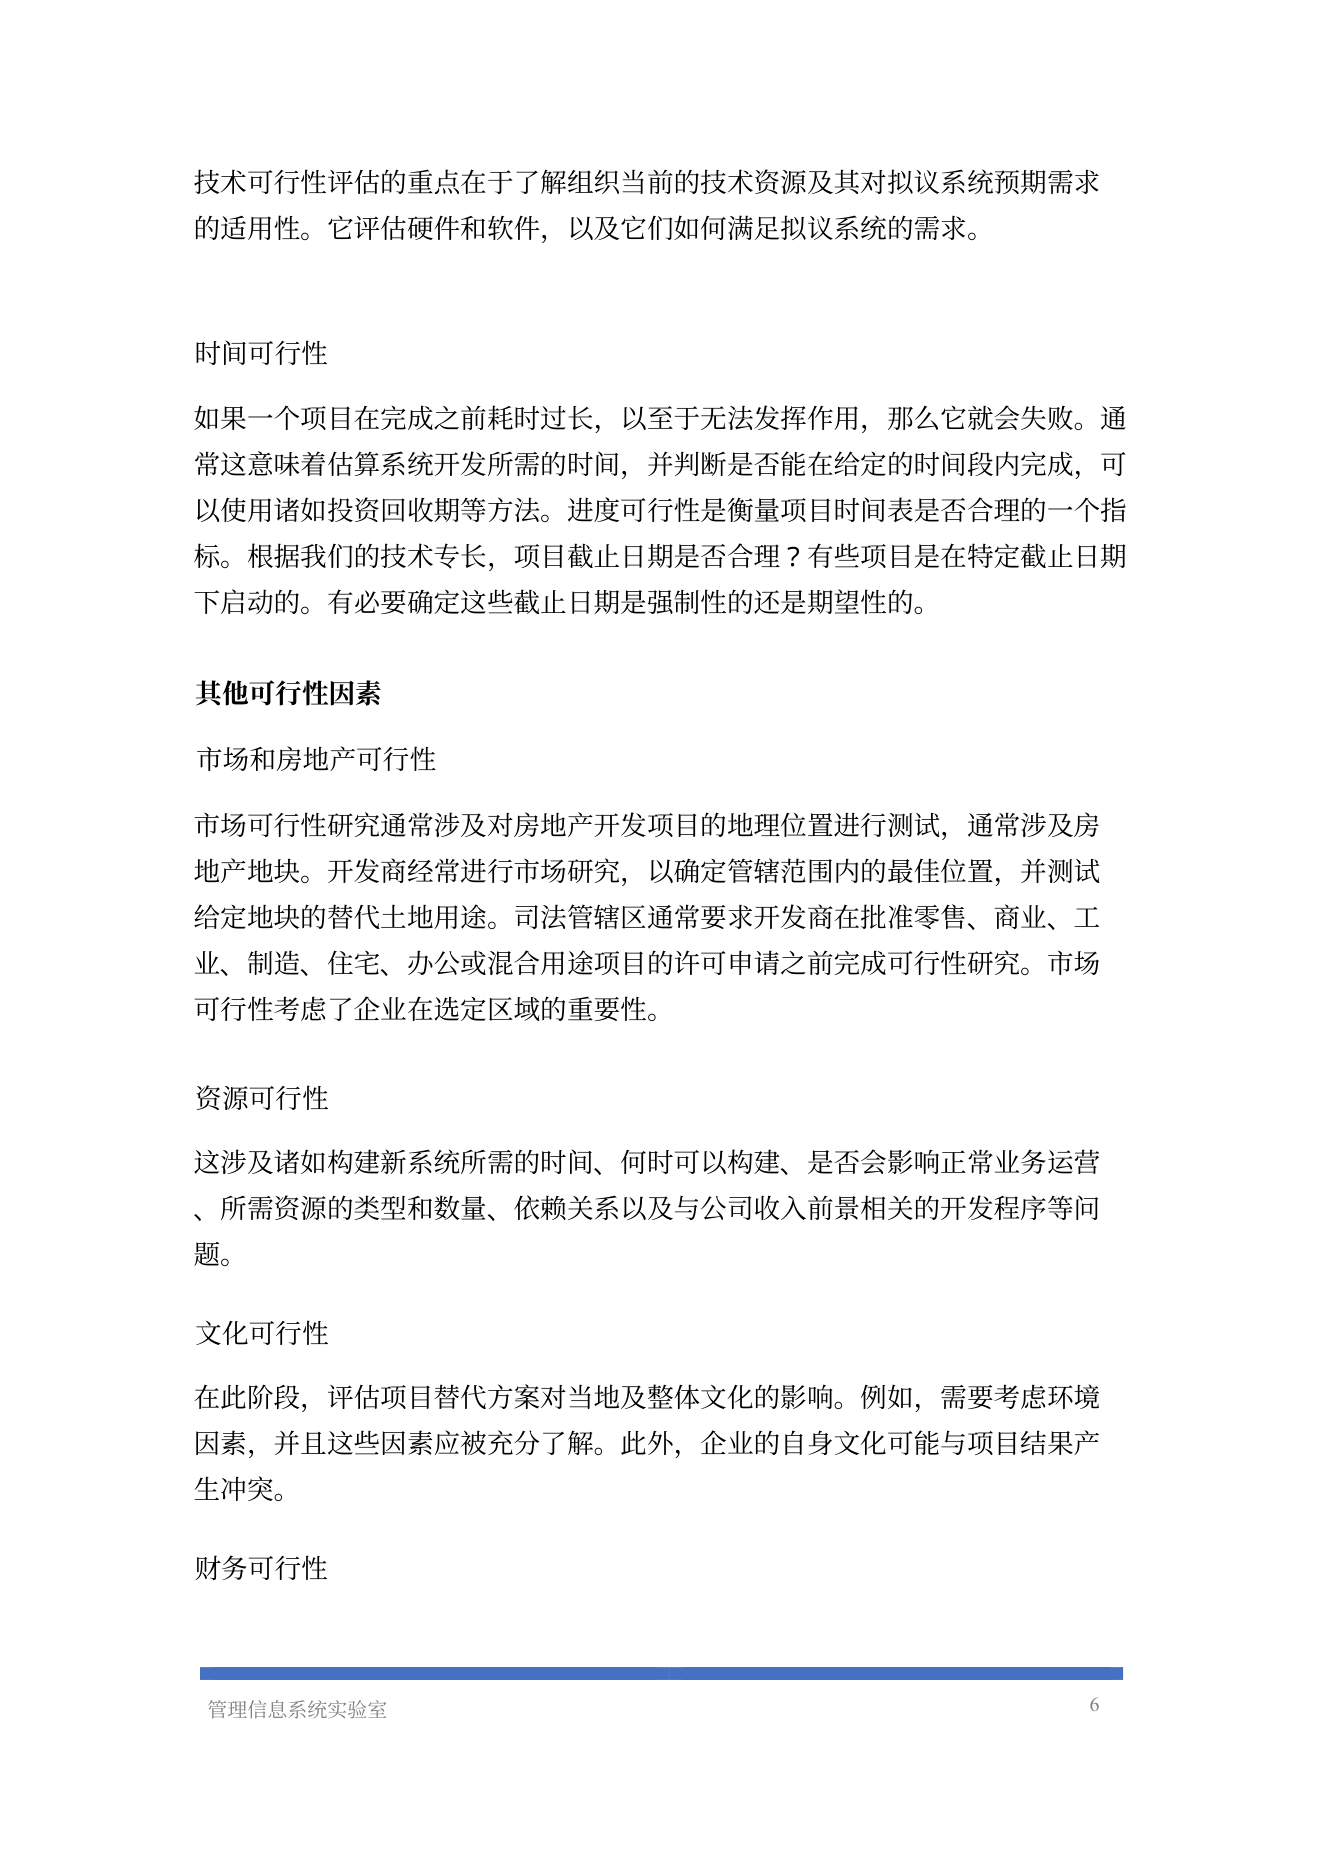 技术可行性评估的重点在于了解组织当前的技术资源及其对拟议系统预期需求
的适用性。它评估硬件和软件，以及它们如何满足拟议系统的需求。
时间可行性
如果一个项目在完成之前耗时过长，以至于无法发挥作用，那么它就会失败。通
常这意味着估算系统开发所需的时间，并判断是否能在给定的时间段内完成，可
以使用诸如投资回收期等方法。进度可行性是衡量项目时间表是否合理的一个指
标。根据我们的技术专长，项目截止日期是否合理？有些项目是在特定截止日期
下启动的。有必要确定这些截止日期是强制性的还是期望性的。
其他可行性因素
市场和房地产可行性
市场可行性研究通常涉及对房地产开发项目的地理位置进行测试，通常涉及房
地产地块。开发商经常进行市场研究，以确定管辖范围内的最佳位置，并测试
给定地块的替代土地用途。司法管辖区通常要求开发商在批准零售、商业、工
业、制造、住宅、办公或混合用途项目的许可申请之前完成可行性研究。市场
可行性考虑了企业在选定区域的重要性。
资源可行性
这涉及诸如构建新系统所需的时间、何时可以构建、是否会影响正常业务运营
、所需资源的类型和数量、依赖关系以及与公司收入前景相关的开发程序等问
题。
文化可行性
在此阶段，评估项目替代方案对当地及整体文化的影响。例如，需要考虑环境
因素，并且这些因素应被充分了解。此外，企业的自身文化可能与项目结果产
生冲突。
财务可行性
管理信息系统实验室
6